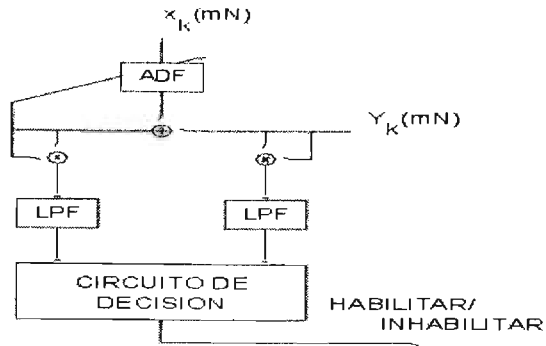 x_k(mN)
ADF
Y_k(mN)
LPF
LPF
CIRCUITO DE
DECISION
HABILITAR/
INHABILITAR